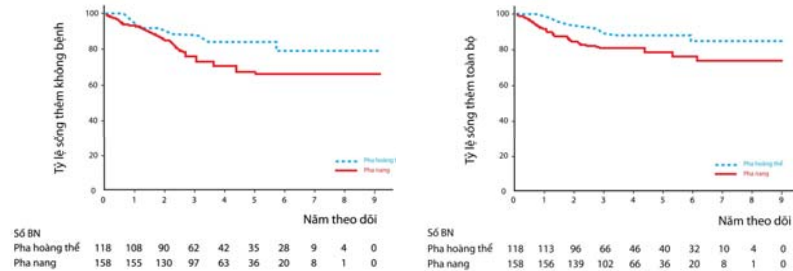 Tỷ lệ sống thêm không bệnh
100
80
60
40
20
0
0 1 2 3 4 5 6 7 8 9
Pha hoàng t
Pha nang
Năm theo dõi
Số BN
Pha hoàng thể 118 108 90 62 42 35 28 9 4 0
Pha nang 158 155 130 97 63 36 20 8 1 0
Tỷ lệ sống thêm toàn bộ
100
80
60
40
20
0
0 1 2 3 4 5 6 7 8 9
Pha hoàng thể
Pha nang
Năm theo dõi
Số BN
Pha hoàng thể 118 113 96 66 46 40 32 10 4 0
Pha nang 158 156 139 102 66 36 20 8 1 0